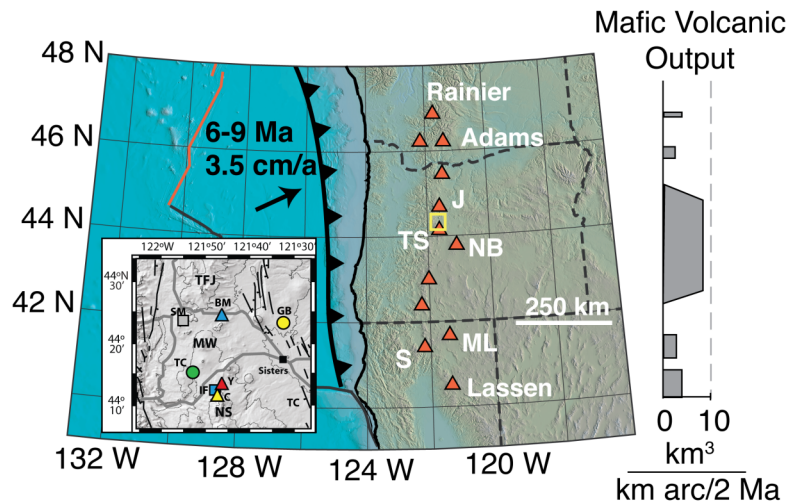 Mafic Volcanic
Output
48 N
46 N
44 N
42 N
6-9 Ma
3.5 cm/a
Rainier
Adams
J
TS
NB
250 km
S
ML
Lassen
122°W
121°50'
121°40'
121°30'
44°
30'
44°
20'
44°
10'
TFJ
SM
BM
GB
MW
TC
Sisters
IF
Y
C
NS
TC
132 W
128 W
124 W
120 W
0
10
km³
km arc/2 Ma